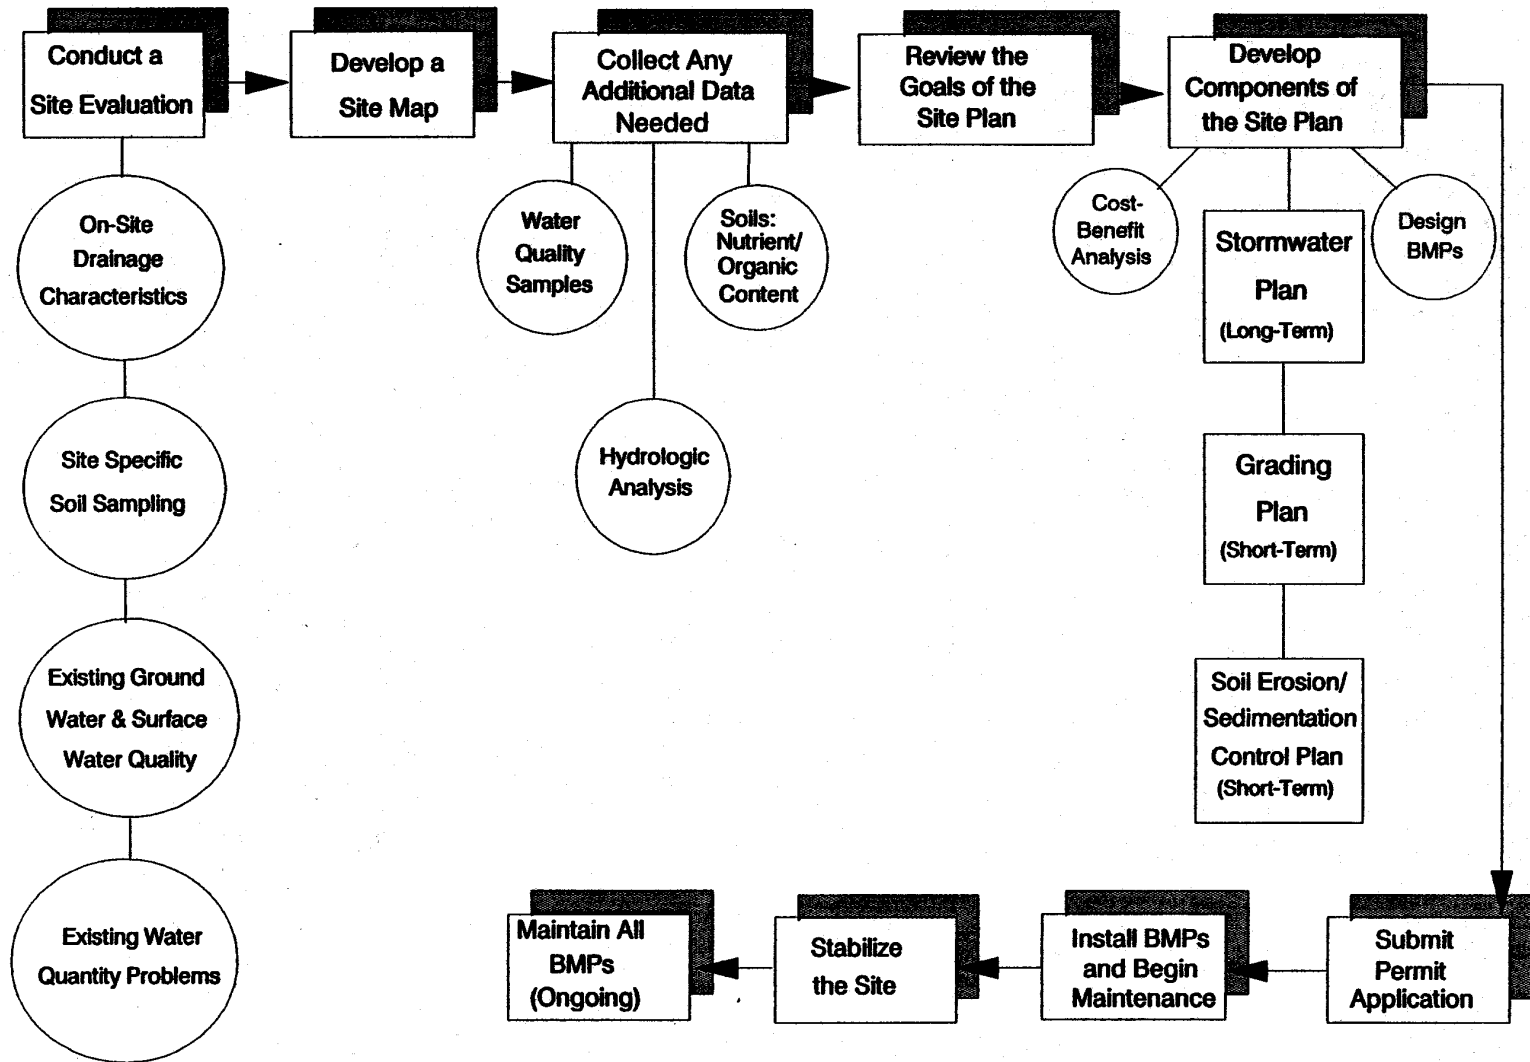 Conduct a
Site Evaluation
Develop a
Site Map
Collect Any
Additional Data
Needed
Review the
Goals of the
Site Plan
Develop
Components of
the Site Plan
On-Site
Drainage
Characteristics
Site Specific
Soil Sampling
Existing Ground
Water & Surface
Water Quality
Existing Water
Quantity Problems
Water
Quality
Samples
Hydrologic
Analysis
Soils:
Nutrient/
Organic
Content
Cost-
Benefit
Analysis
Stormwater
Plan
(Long-Term)
Design
BMPs
Grading
Plan
(Short-Term)
Soil Erosion/
Sedimentation
Control Plan
(Short-Term)
Submit
Permit
Application
Install BMPs
and Begin
Maintenance
Stabilize
the Site
Maintain All
BMPs
(Ongoing)